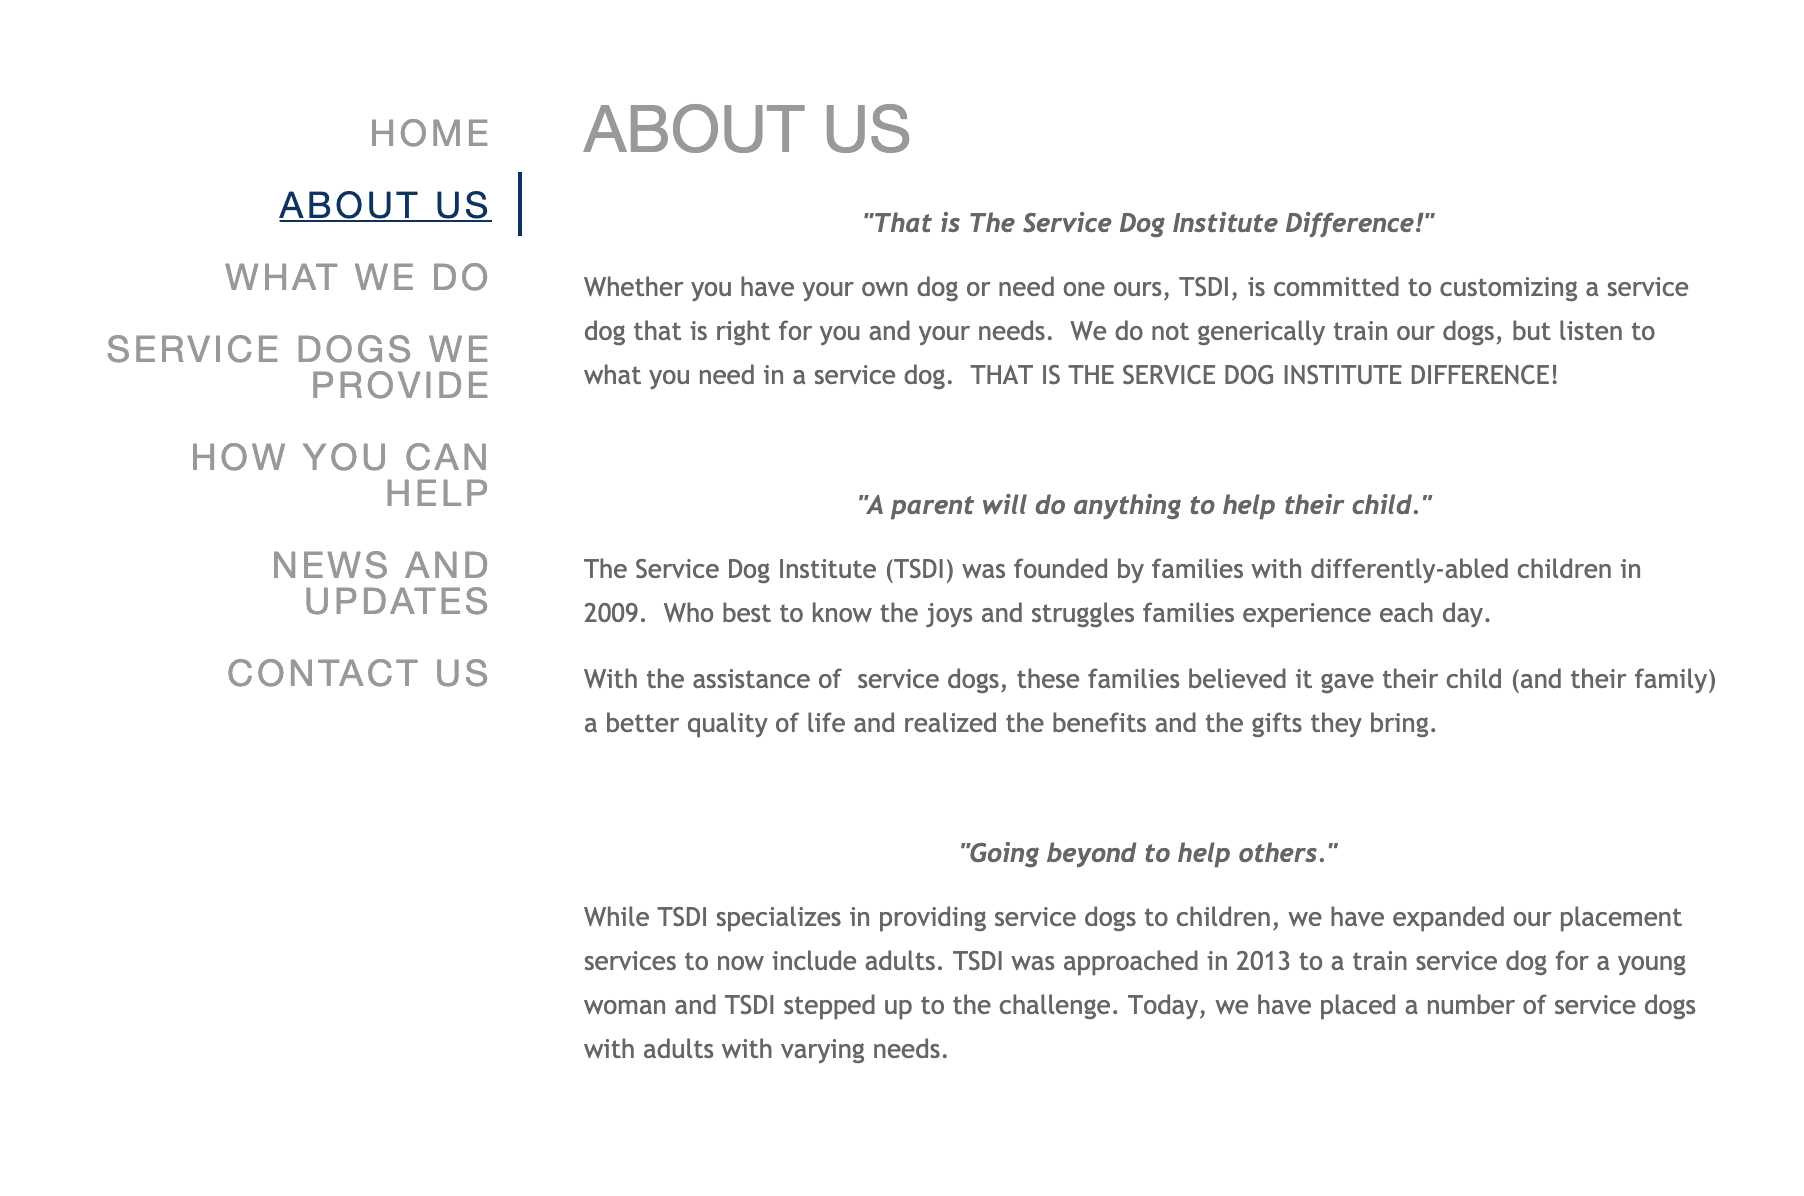 HOME
ABOUT US
WHAT WE DO
SERVICE DOGS WE
PROVIDE
HOW YOU CAN
HELP
NEWS AND
UPDATES
CONTACT US
ABOUT US
"That is The Service Dog Institute Difference!"
Whether you have your own dog or need one ours, TSDI, is committed to customizing a service
dog that is right for you and your needs.  We do not generically train our dogs, but listen to
what you need in a service dog.  THAT IS THE SERVICE DOG INSTITUTE DIFFERENCE!
"A parent will do anything to help their child."
The Service Dog Institute (TSDI) was founded by families with differently-abled children in
2009.  Who best to know the joys and struggles families experience each day.
With the assistance of  service dogs, these families believed it gave their child (and their family)
a better quality of life and realized the benefits and the gifts they bring.
"Going beyond to help others."
While TSDI specializes in providing service dogs to children, we have expanded our placement
services to now include adults. TSDI was approached in 2013 to a train service dog for a young
woman and TSDI stepped up to the challenge. Today, we have placed a number of service dogs
with adults with varying needs.